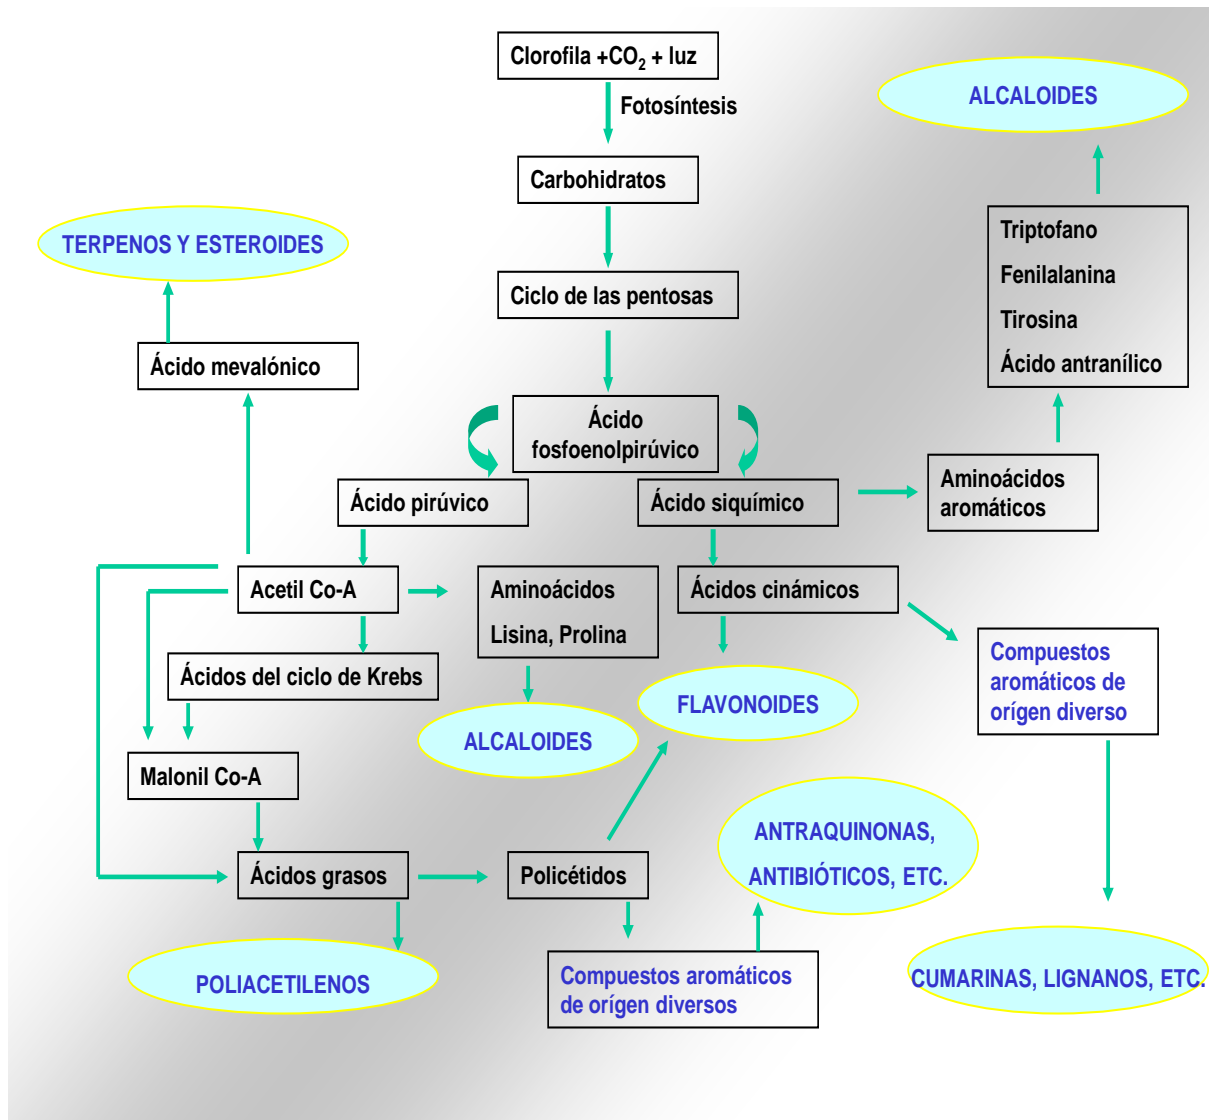 Clorofila +CO₂ + luz
Fotosíntesis
ALCALOIDES
Carbohidratos
TERPENOS Y ESTEROIDES
Triptofano
Fenilalanina
Tirosina
Ácido antranílico
Ciclo de las pentosas
Ácido mevalónico
Ácido
fosfoenolpirúvico
Ácido pirúvico
Ácido siquímico
Aminoácidos
aromáticos
Acetil Co-A
Aminoácidos
Lisina, Prolina
Ácidos cinámicos
Compuestos
aromáticos de
orígen diverso
Ácidos del ciclo de Krebs
FLAVONOIDES
ALCALOIDES
Malonil Co-A
ANTRAQUINONAS,
ANTIBIÓTICOS, ETC.
Ácidos grasos
Policétidos
POLIACETILENOS
Compuestos aromáticos
de orígen diversos
CUMARINAS, LIGNANOS, ETC.